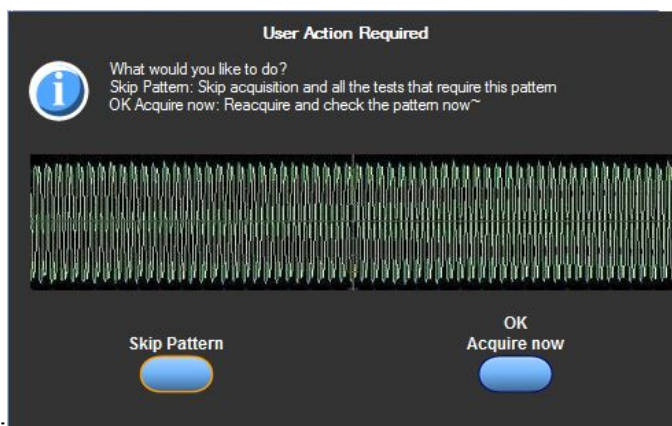 User Action Required
What would you like to do?
Skip Pattern: Skip acquisition and all the tests that require this pattern
OK Acquire now: Reacquire and check the pattern now~
Skip Pattern
OK
Acquire now
.